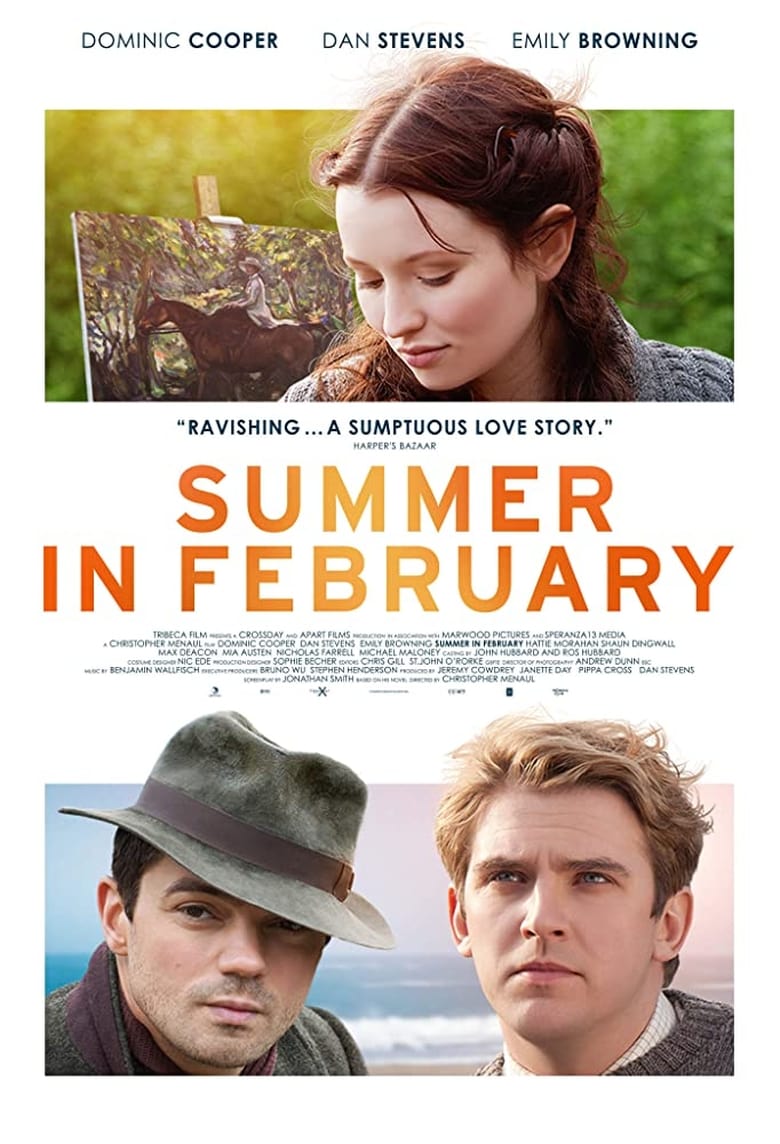 DOMINIC COOPER DAN STEVENS EMILY BROWNING
“RAVISHING...A SUMPTUOUS LOVE STORY.”
HARPER'S BAZAAR
SUMMER
IN FEBRUARY
TRIBECA FILM PRESENTS A CROSSDAY AND APART FILMS PRODUCTION IN ASSOCIATION WITH MARWOOD PICTURES AND SPERANZA13 MEDIA
A CHRISTOPHER MENAUL FILM DOMINIC COOPER DAN STEVENS EMILY BROWNING SUMMER IN FEBRUARY HATTIE MORAHAN SHAUN DINGWALL
MAX DEACON MIA AUSTEN NICHOLAS FARRELL MICHAEL MALONEY CASTING BY JOHN HUBBARD AND ROS HUBBARD
COSTUME DESIGNER NIC EDE PRODUCTION DESIGNER SOPHIE BECHER EDITORS CHRIS GILL ST.JOHN O'RORKE GBFTE DIRECTOR OF PHOTOGRAPHY ANDREW DUNN BSC
MUSIC BY BENJAMIN WALLFISCH EXECUTIVE PRODUCERS BRUNO WU STEPHEN HENDERSON PRODUCED BY JEREMY COWDREY JANETTE DAY PIPPA CROSS DAN STEVENS
SCREENPLAY BY JONATHAN SMITH BASED ON HIS NOVEL DIRECTED BY CHRISTOPHER MENAUL